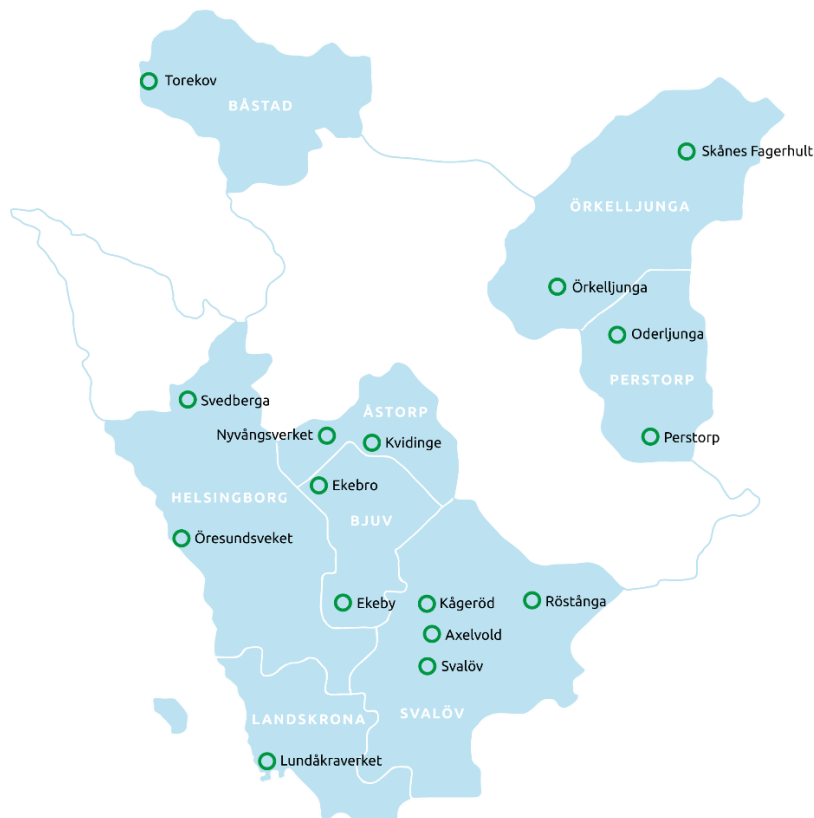 Torekov
BÅSTAD
Skånes Fagerhult
ÖRKELLJUNGA
Örkelljunga
Oderljunga
PERSTORP
Perstorp
Svedberga
ÅSTORP
Nyvångsverket
Kvidinge
Ekebro
HELSINGBORG
BJUV
Öresundsveket
Ekeby
Kågeröd
Röstånga
Axelvold
Svalöv
SVALÖV
LANDSKRONA
Lundåkraverket